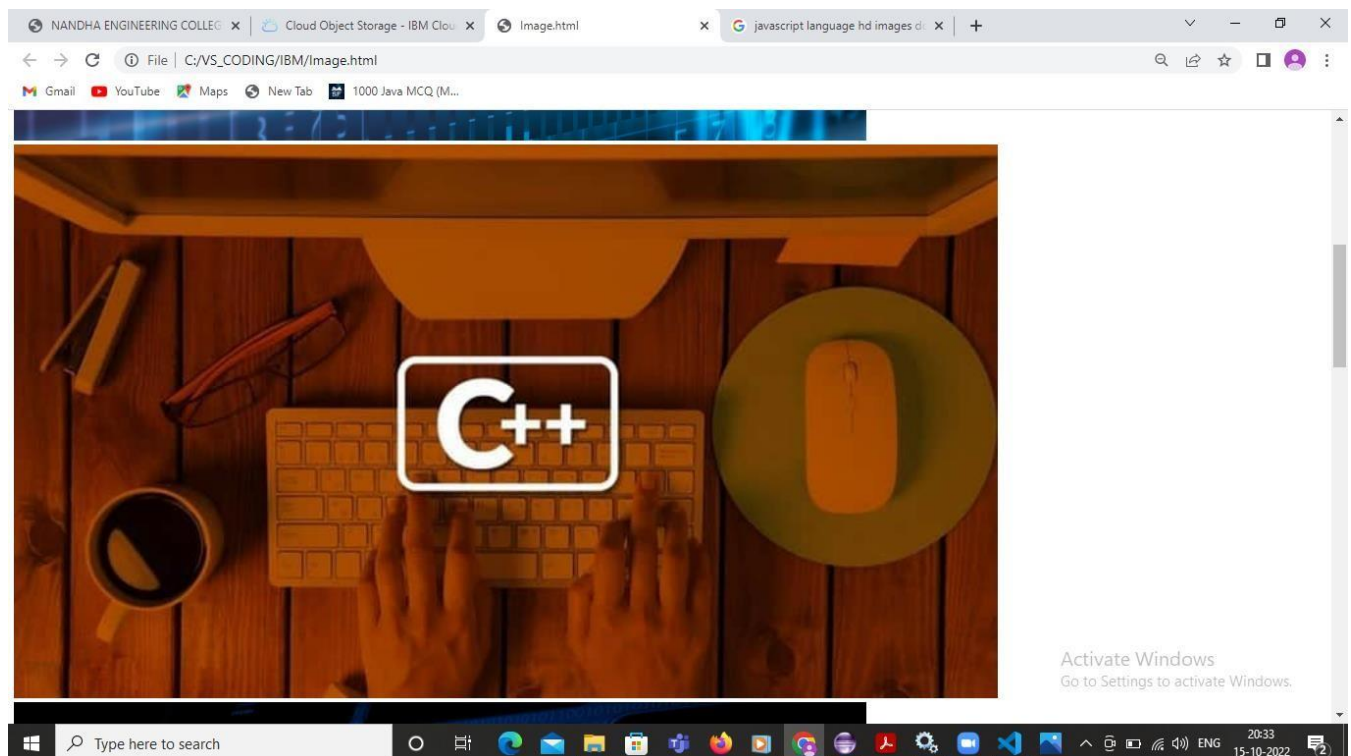 NANDHA ENGINEERING COLLEG
Cloud Object Storage - IBM Clou
Image.html
javascript language hd images do
File | C:/VS_CODING/IBM/Image.html
Gmail YouTube Maps New Tab 1000 Java MCQ (M...
C++
Activate Windows
Go to Settings to activate Windows.
Type here to search
ENG
20:33
15-10-2022
2